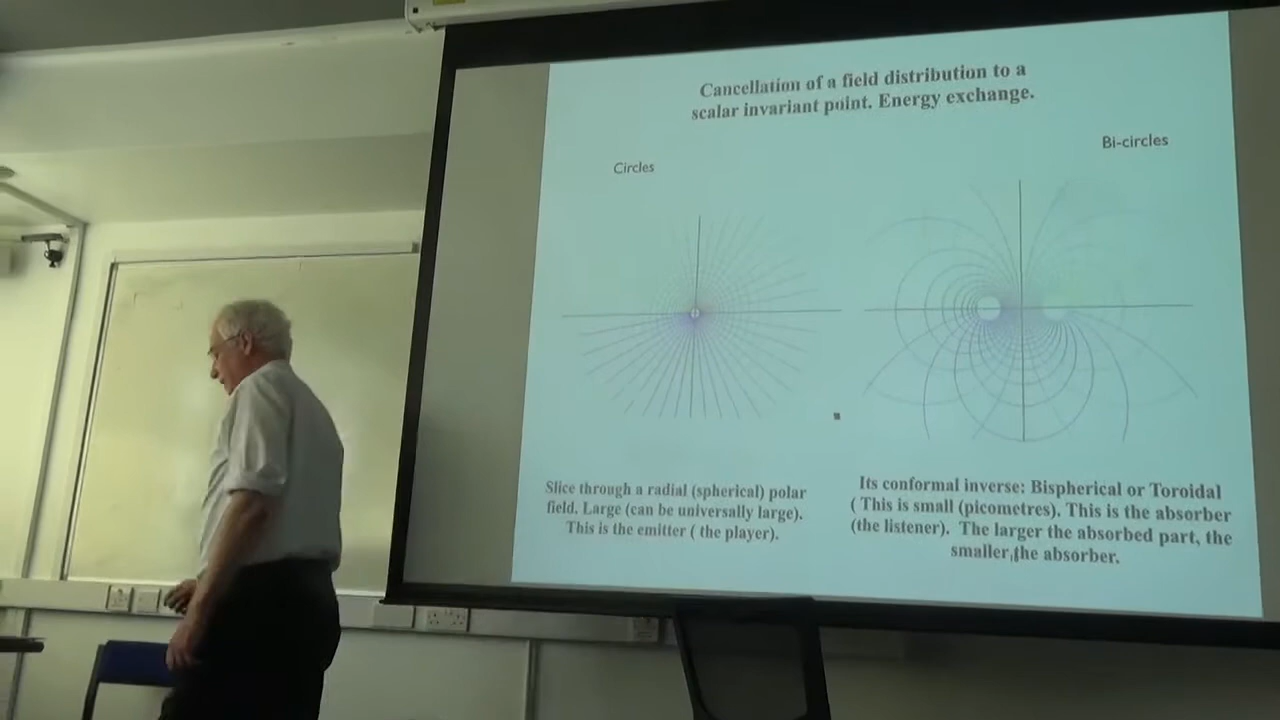 Cancellation of a field distribution to a
scalar invariant point. Energy exchange.
Circles
Bi-circles
Slice through a radial (spherical) polar
field. Large (can be universally large).
This is the emitter ( the player).
Its conformal inverse: Bispherical or Toroidal
( This is small (picometres). This is the absorber
(the listener). The larger the absorbed part, the
smaller, the absorber.